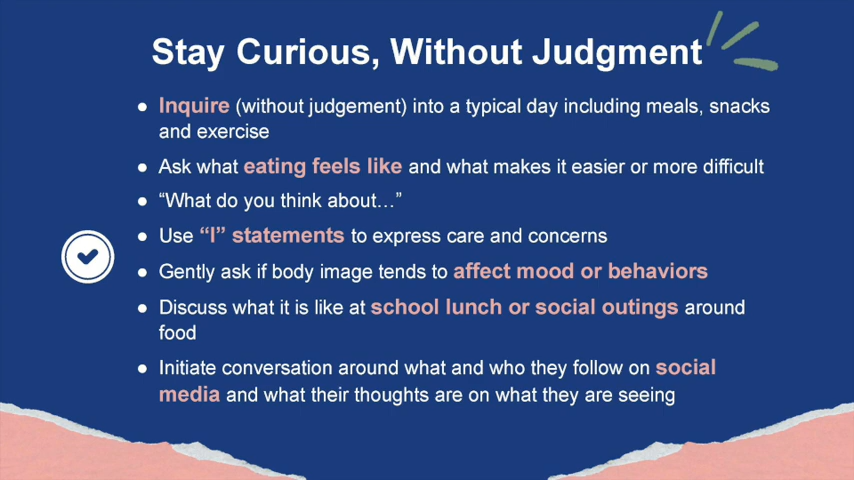 Stay Curious, Without Judgment
● Inquire (without judgement) into a typical day including meals, snacks
and exercise
● Ask what eating feels like and what makes it easier or more difficult
● “What do you think about…”
● Use “I” statements to express care and concerns
● Gently ask if body image tends to affect mood or behaviors
● Discuss what it is like at school lunch or social outings around
food
● Initiate conversation around what and who they follow on social
media and what their thoughts are on what they are seeing